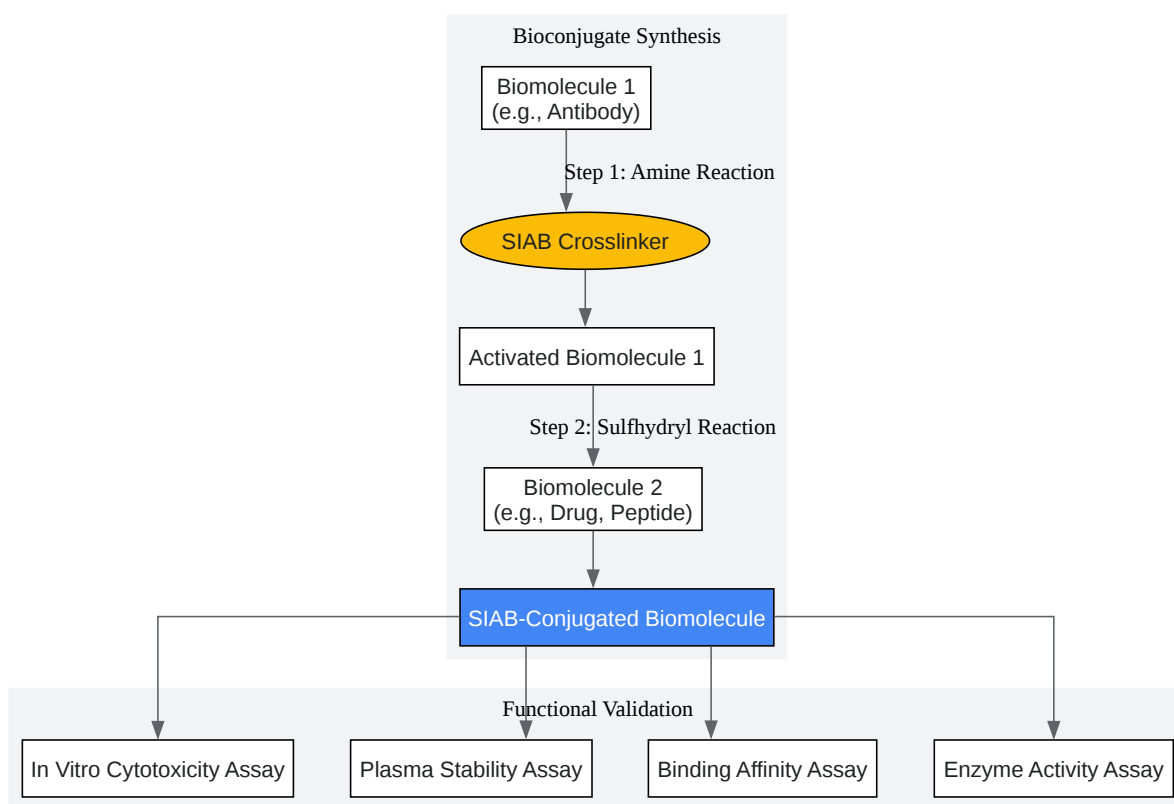 Bioconjugate Synthesis
Biomolecule 1
(e.g., Antibody)
Step 1: Amine Reaction
SIAB Crosslinker
Activated Biomolecule 1
Step 2: Sulfhydryl Reaction
Biomolecule 2
(e.g., Drug, Peptide)
SIAB-Conjugated Biomolecule
Functional Validation
In Vitro Cytotoxicity Assay
Plasma Stability Assay
Binding Affinity Assay
Enzyme Activity Assay